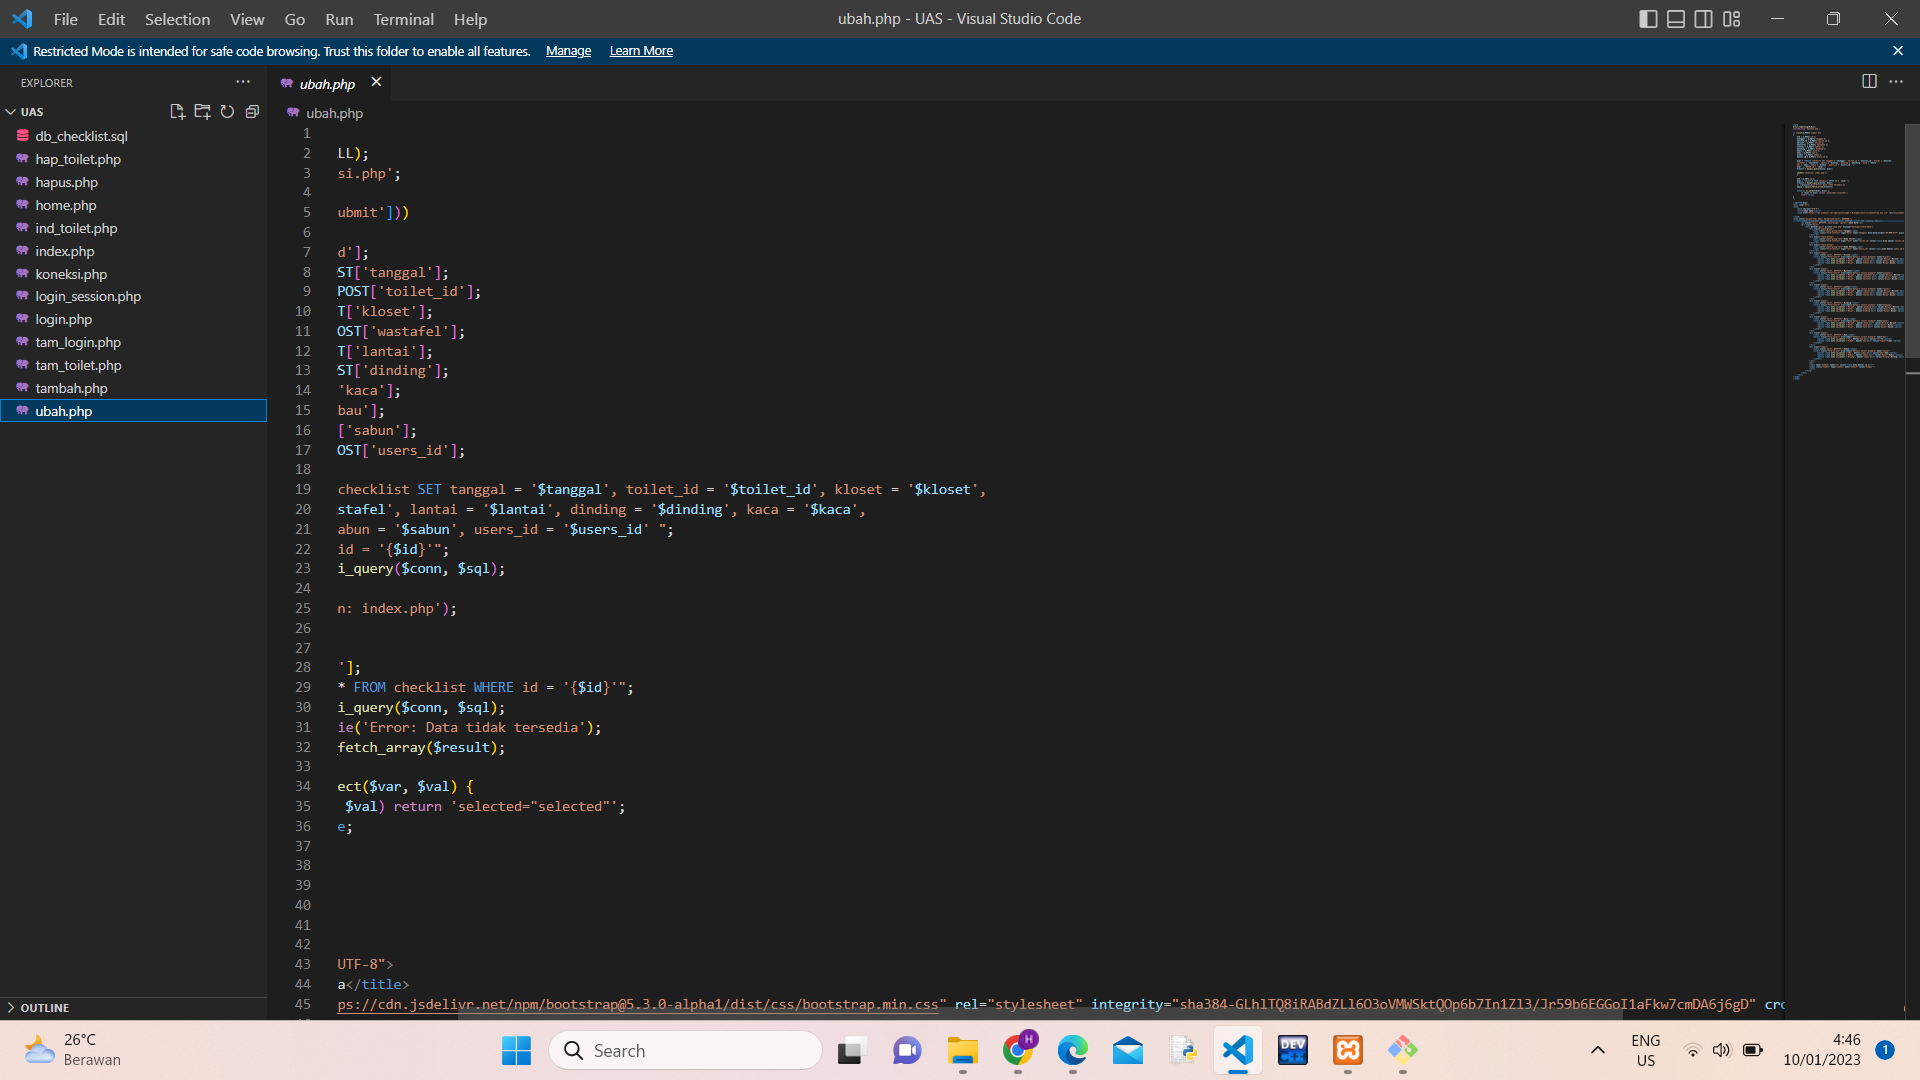 File Edit Selection View Go Run Terminal Help
ubah.php - UAS - Visual Studio Code
Restricted Mode is intended for safe code browsing. Trust this folder to enable all features. Manage Learn More
EXPLORER
ubah.php
UAS
ubah.php
db_checklist.sql
hap_toilet.php
hapus.php
home.php
ind_toilet.php
index.php
koneksi.php
login_session.php
login.php
tam_login.php
tam_toilet.php
tambah.php
ubah.php
OUTLINE
1
2 LL);
3 si.php';
4
5 ubmit']))
6
7 d'];
8 ST['tanggal'];
9 POST['toilet_id'];
10 T['kloset'];
11 OST['wastafel'];
12 T['lantai'];
13 ST['dinding'];
14 'kaca'];
15 bau'];
16 ['sabun'];
17 OST['users_id'];
18
19 checklist SET tanggal = '$tanggal', toilet_id = '$toilet_id', kloset = '$kloset',
20 stafel', lantai = '$lantai', dinding = '$dinding', kaca = '$kaca',
21 abun = '$sabun', users_id = '$users_id' ";
22 id = '{$id}'";
23 i_query($conn, $sql);
24
25 n: index.php');
26
27
28 '];
29 * FROM checklist WHERE id = '{$id}'";
30 i_query($conn, $sql);
31 ie('Error: Data tidak tersedia');
32 fetch_array($result);
33
34 ect($var, $val) {
35 $val) return 'selected="selected"';
36 e;
37
38
39
40
41
42
43 UTF-8">
44 a</title>
45 ps://cdn.jsdelivr.net/npm/bootstrap@5.3.0-alpha1/dist/css/bootstrap.min.css" rel="stylesheet" integrity="sha384-GLhlTQ8iRABdZLl6O3oVMWSktQOp6b7In1Zl3/Jr59b6EGGoI1aFkw7cmDA6j6gD" cro
26°C
Berawan
Search
H
DEV
ENG
US
4:46
10/01/2023
1